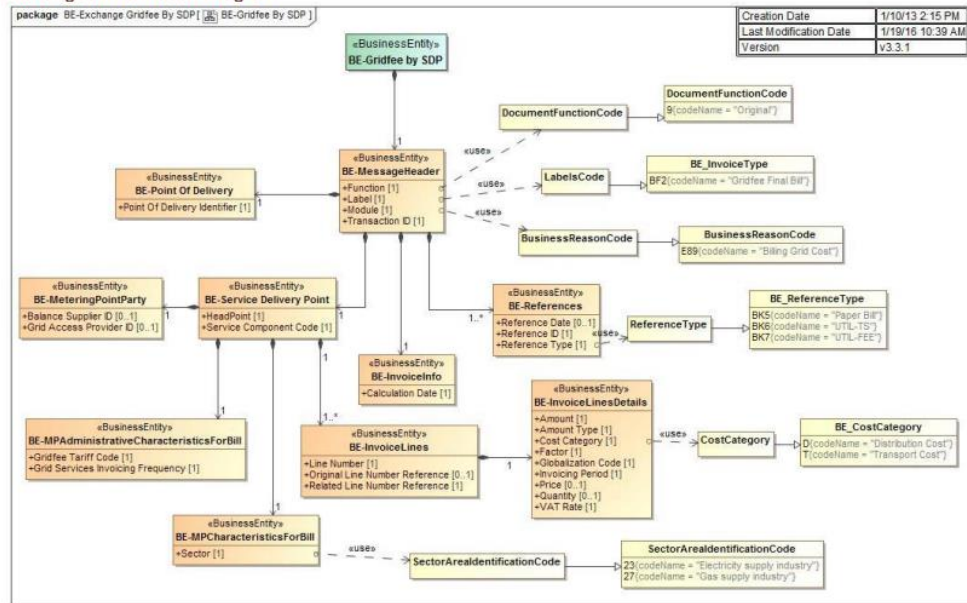 package BE-Exchange Gridfee By SDP[ BE-Gridfee By SDP ]
Creation Date 1/10/13 2:15 PM
Last Modification Date 1/19/16 10:39 AM
Version v3.3.1
«BusinessEntity»
BE-Gridfee by SDP
1
«BusinessEntity»
BE-MessageHeader
+Function [1]
+Label [1]
+Module [1]
+Transaction ID [1]
«BusinessEntity»
BE-Point Of Delivery
+Point Of Delivery Identifier [1]
1
«use»
DocumentFunctionCode
DocumentFunctionCode
9{codeName = "Original"}
«use»
LabelsCode
BE_InvoiceType
BF2{codeName = "Gridfee Final Bill"}
«use»
BusinessReasonCode
BusinessReasonCode
E89{codeName = "Billing Grid Cost"}
«BusinessEntity»
BE-MeteringPointParty
+Balance Supplier ID [0..1]
+Grid Access Provider ID [0..1]
1
«BusinessEntity»
BE-Service Delivery Point
+HeadPoint [1]
+Service Component Code [1]
1
1..*
«BusinessEntity»
BE-References
+Reference Date [0..1]
+Reference ID [1]
+Reference Type [1]
«use»
ReferenceType
BE_ReferenceType
BK5{codeName = "Paper Bill"}
BK6{codeName = "UTIL-TS"}
BK7{codeName = "UTIL-FEE"}
1
«BusinessEntity»
BE-InvoiceInfo
+Calculation Date [1]
1
«BusinessEntity»
BE-MPAdministrativeCharacteristicsForBill
+Gridfee Tariff Code [1]
+Grid Services Invoicing Frequency [1]
1..*
«BusinessEntity»
BE-InvoiceLines
+Line Number [1]
+Original Line Number Reference [0..1]
+Related Line Number Reference [1]
1
«BusinessEntity»
BE-InvoiceLinesDetails
+Amount [1]
+Amount Type [1]
+Cost Category [1]
+Factor [1]
+Globalization Code [1]
+Invoicing Period [1]
+Price [0..1]
+Quantity [0..1]
+VAT Rate [1]
«use»
CostCategory
BE_CostCategory
D{codeName = "Distribution Cost"}
T{codeName = "Transport Cost"}
1
«BusinessEntity»
BE-MPCharacteristicsForBill
+Sector [1]
«use»
SectorAreaIdentificationCode
SectorAreaIdentificationCode
23{codeName = "Electricity supply industry"}
27{codeName = "Gas supply industry"}